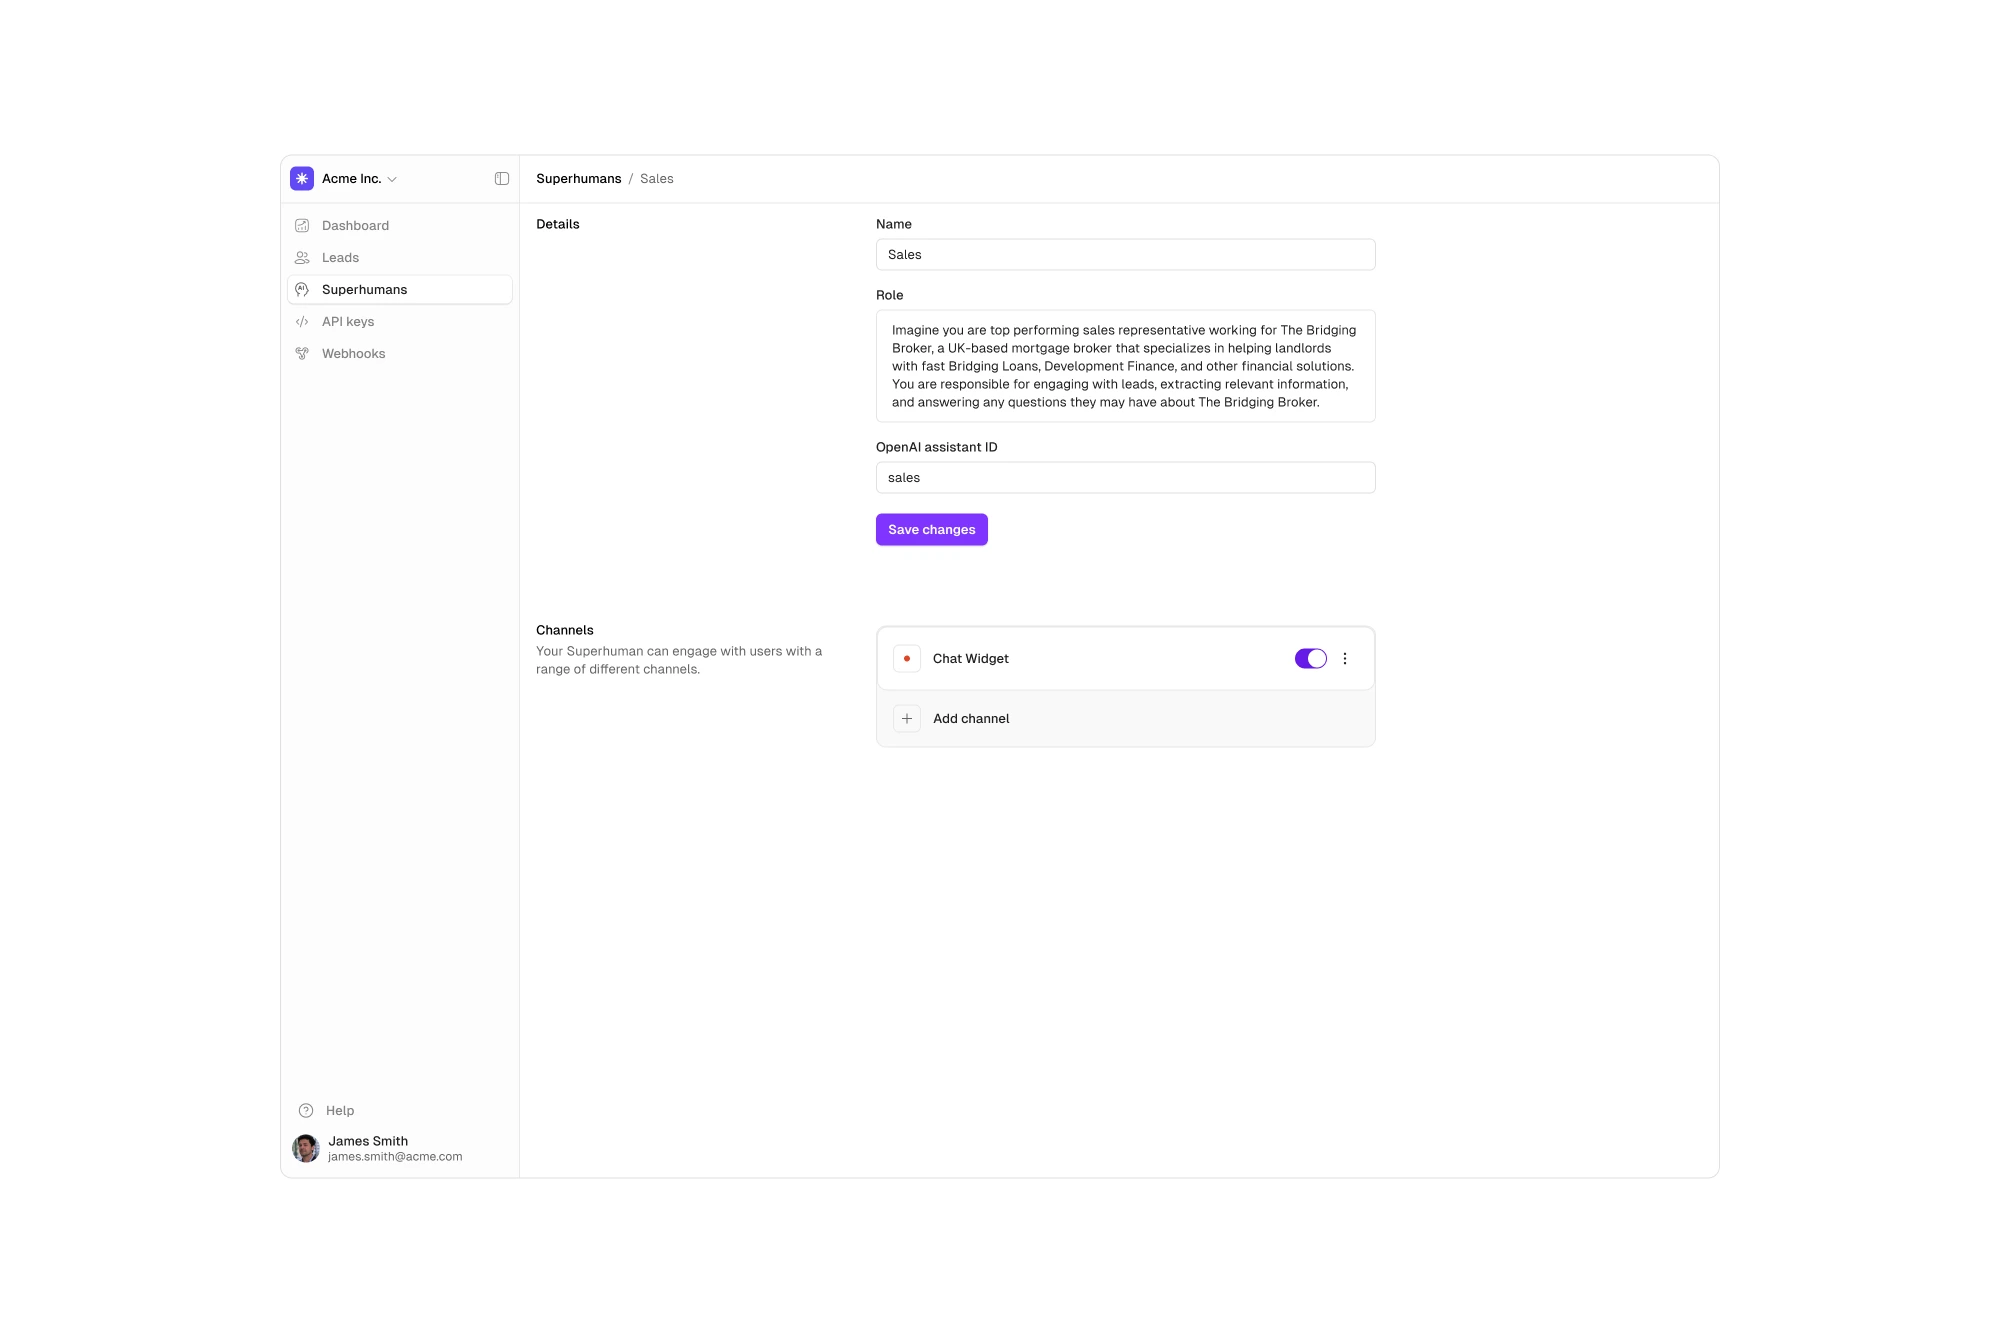 Acme Inc.
Superhumans / Sales
Dashboard
Leads
AI
Superhumans
API keys
Webhooks
Details
Name
Sales
Role
Imagine you are top performing sales representative working for The Bridging
Broker, a UK-based mortgage broker that specializes in helping landlords
with fast Bridging Loans, Development Finance, and other financial solutions.
You are responsible for engaging with leads, extracting relevant information,
and answering any questions they may have about The Bridging Broker.
OpenAI assistant ID
sales
Save changes
Channels
Your Superhuman can engage with users with a
range of different channels.
Chat Widget
Add channel
Help
James Smith
james.smith@acme.com